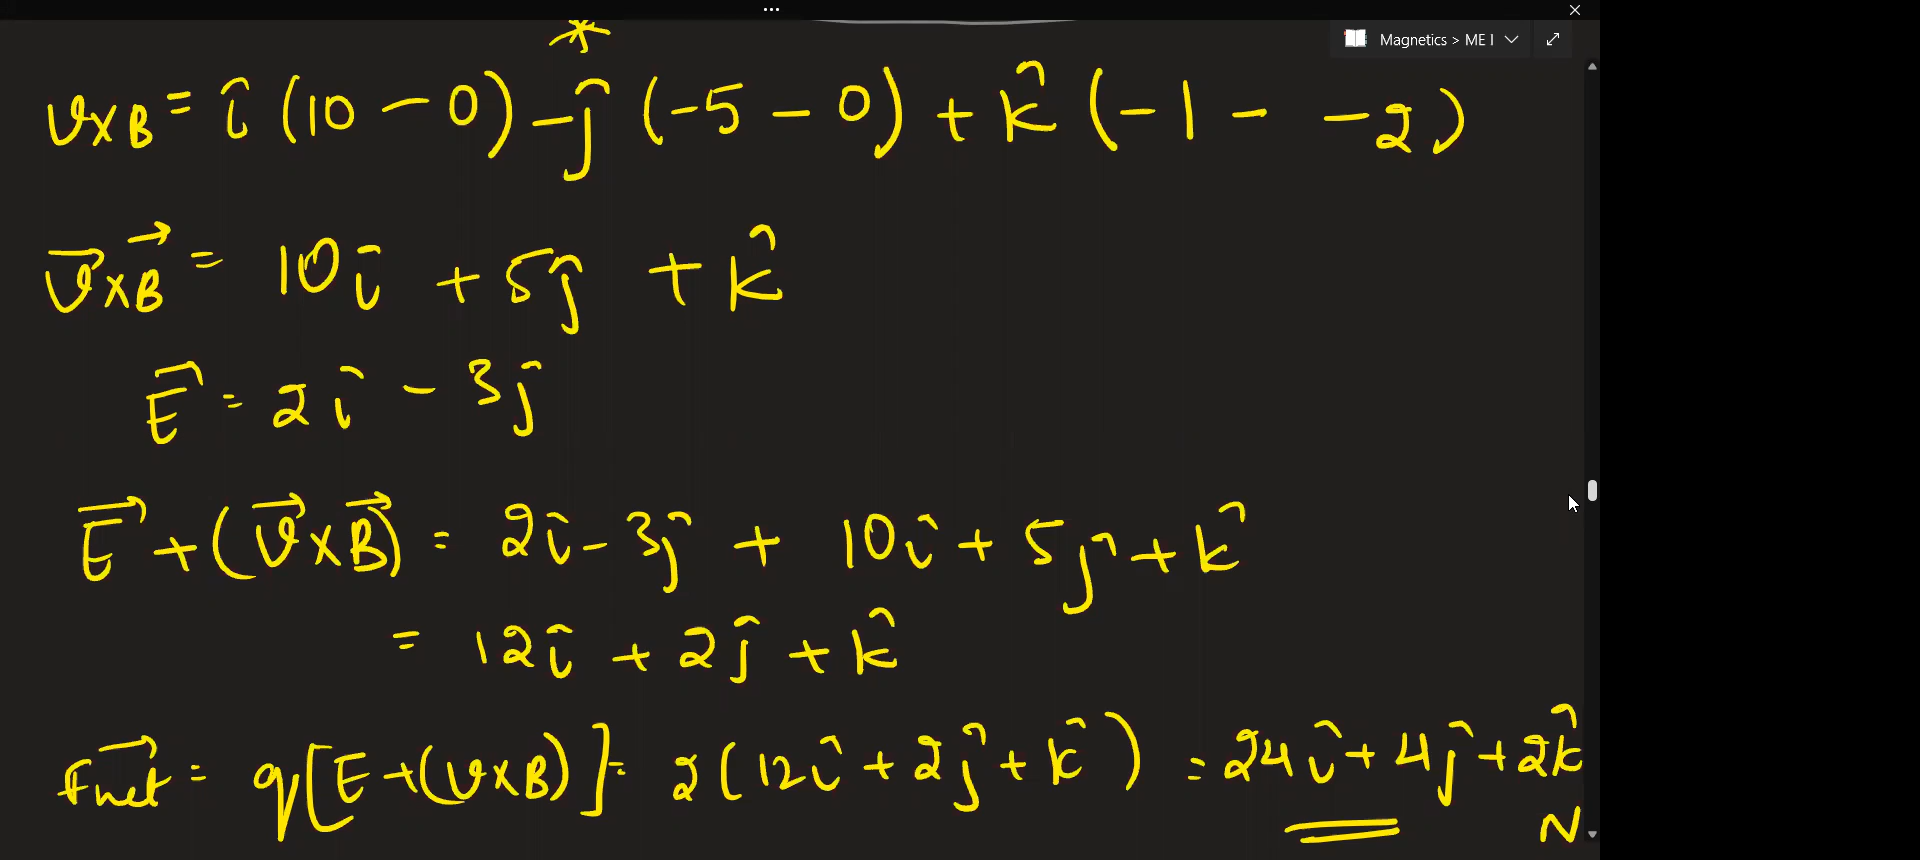 Magnetics > ME I
*
v×B = î (10 - 0) - ĵ (-5 - 0) + k̂ (-1 - -2)
v⃗×B⃗ = 10î + 5ĵ + k̂
E⃗ = 2î - 3ĵ
E⃗ + (v⃗×B⃗) = 2î - 3ĵ + 10î + 5ĵ + k̂
= 12î + 2ĵ + k̂
F⃗net = q[E + (v×B)] = 2(12î + 2ĵ + k̂) = 24î + 4ĵ + 2k̂
N